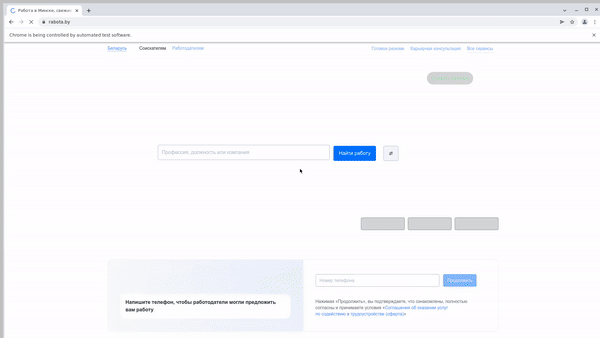 Работа в Минске, свежи
rabota.by
Chrome is being controlled by automated test software.
Беларусь Соискателям Работодателям Готовое резюме Карьерная консультация Все сервисы
Профессия, должность или компания
Найти работу
Напишите телефон, чтобы работодатели могли предложить
вам работу
Номер телефона
Продолжить
Нажимая «Продолжить», вы подтверждаете, что ознакомлены, полностью
согласны и принимаете условия «Соглашения об оказании услуг
по содействию в трудоустройстве (оферта)»